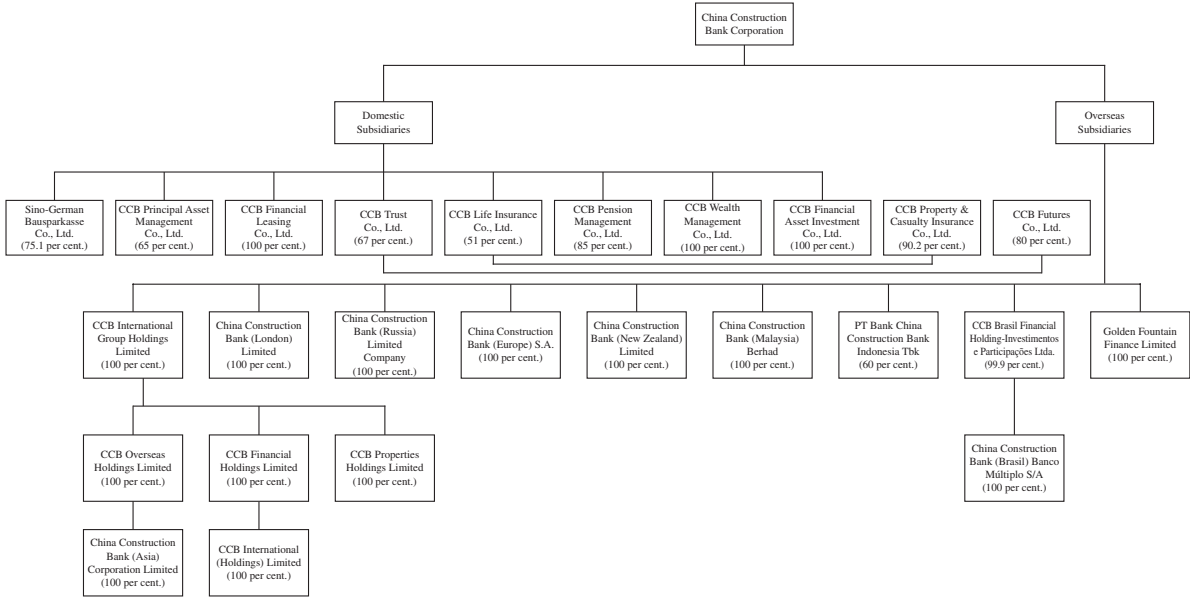 China Construction
Bank Corporation
Domestic
Subsidiaries
Overseas
Subsidiaries
Sino-German
Bausparkasse
Co., Ltd.
(75.1 per cent.)
CCB Principal Asset
Management
Co., Ltd.
(65 per cent.)
CCB Financial
Leasing
Co., Ltd.
(100 per cent.)
CCB Trust
Co., Ltd.
(67 per cent.)
CCB Life Insurance
Co., Ltd.
(51 per cent.)
CCB Pension
Management
Co., Ltd.
(85 per cent.)
CCB Wealth
Management
Co., Ltd.
(100 per cent.)
CCB Financial
Asset Investment
Co., Ltd.
(100 per cent.)
CCB Property &
Casualty Insurance
Co., Ltd.
(90.2 per cent.)
CCB Futures
Co., Ltd.
(80 per cent.)
CCB International
Group Holdings
Limited
(100 per cent.)
China Construction
Bank (London)
Limited
(100 per cent.)
China Construction
Bank (Russia)
Limited
Company
(100 per cent.)
China Construction
Bank (Europe) S.A.
(100 per cent.)
China Construction
Bank (New Zealand)
Limited
(100 per cent.)
China Construction
Bank (Malaysia)
Berhad
(100 per cent.)
PT Bank China
Construction Bank
Indonesia Tbk
(60 per cent.)
CCB Brasil Financial
Holding-Investimentos
e Participações Ltda.
(99.9 per cent.)
Golden Fountain
Finance Limited
(100 per cent.)
CCB Overseas
Holdings Limited
(100 per cent.)
CCB Financial
Holdings Limited
(100 per cent.)
CCB Properties
Holdings Limited
(100 per cent.)
China Construction
Bank (Brasil) Banco
Múltiplo S/A
(100 per cent.)
China Construction
Bank (Asia)
Corporation Limited
(100 per cent.)
CCB International
(Holdings) Limited
(100 per cent.)